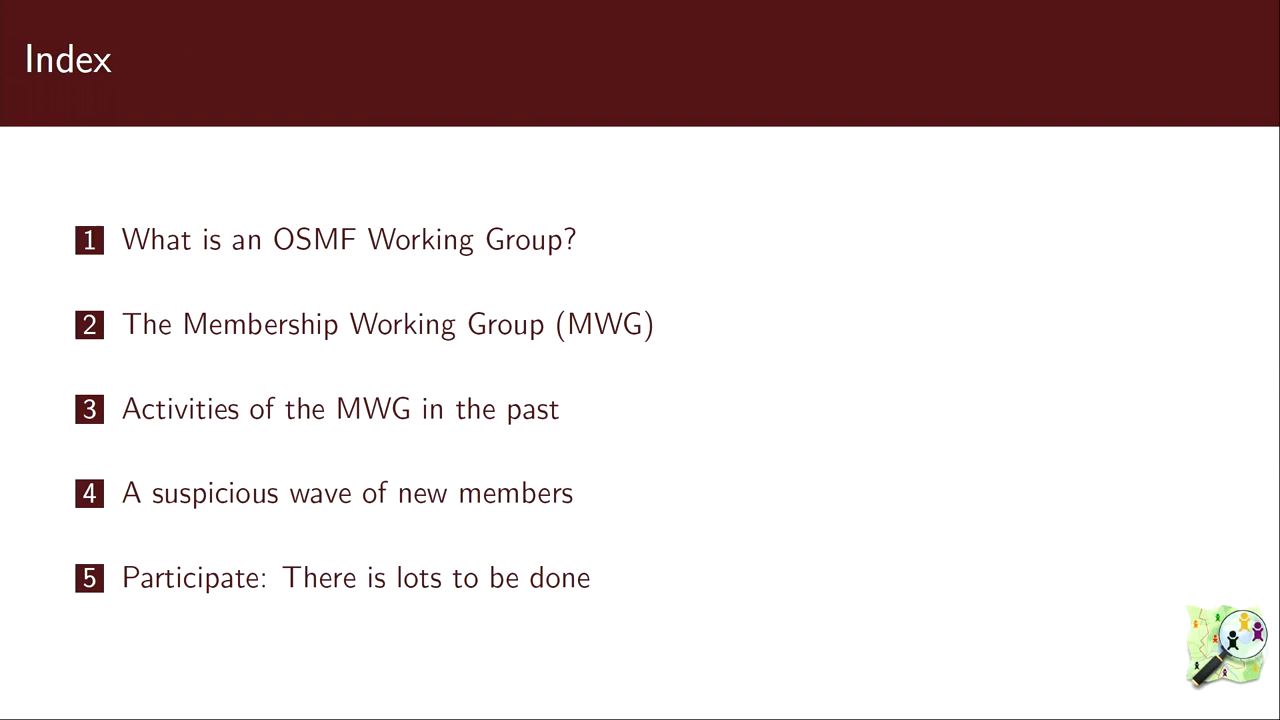 Index
1 What is an OSMF Working Group?
2 The Membership Working Group (MWG)
3 Activities of the MWG in the past
4 A suspicious wave of new members
5 Participate: There is lots to be done